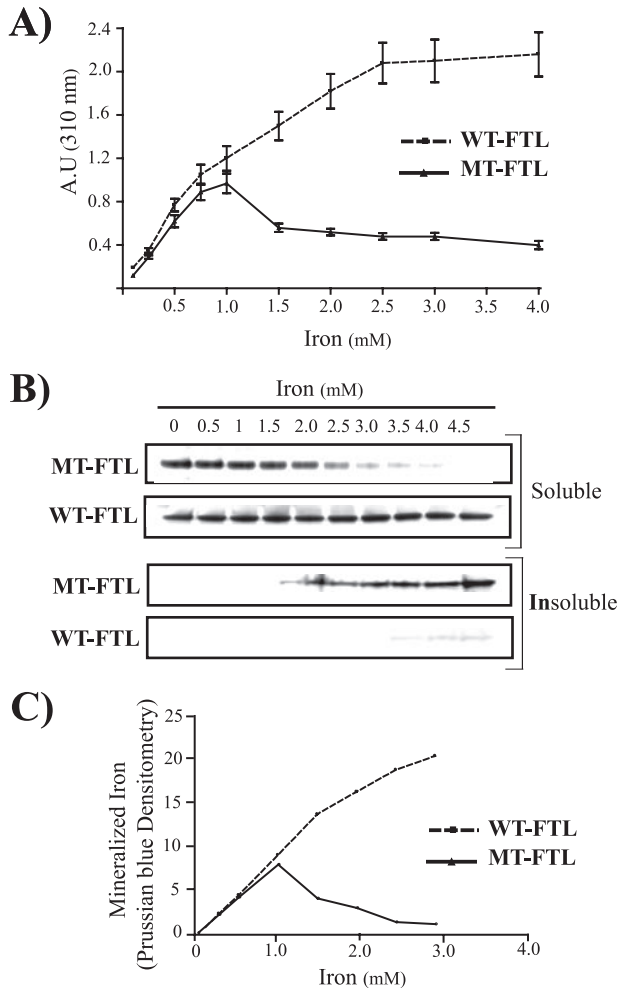 A)
2.4
2.0
1.6
1.2
0.8
0.4
A.U (310 nm)
WT-FTL
MT-FTL
0.5 1.0 1.5 2.0 2.5 3.0 3.5 4.0
Iron (mM)
B)
Iron (mM)
0 0.5 1 1.5 2.0 2.5 3.0 3.5 4.0 4.5
MT-FTL
WT-FTL
Soluble
MT-FTL
WT-FTL
Insoluble
C)
25
20
15
10
5
0
Mineralized Iron
(Prussian blue Densitometry)
WT-FTL
MT-FTL
0 1.0 2.0 3.0 4.0
Iron (mM)